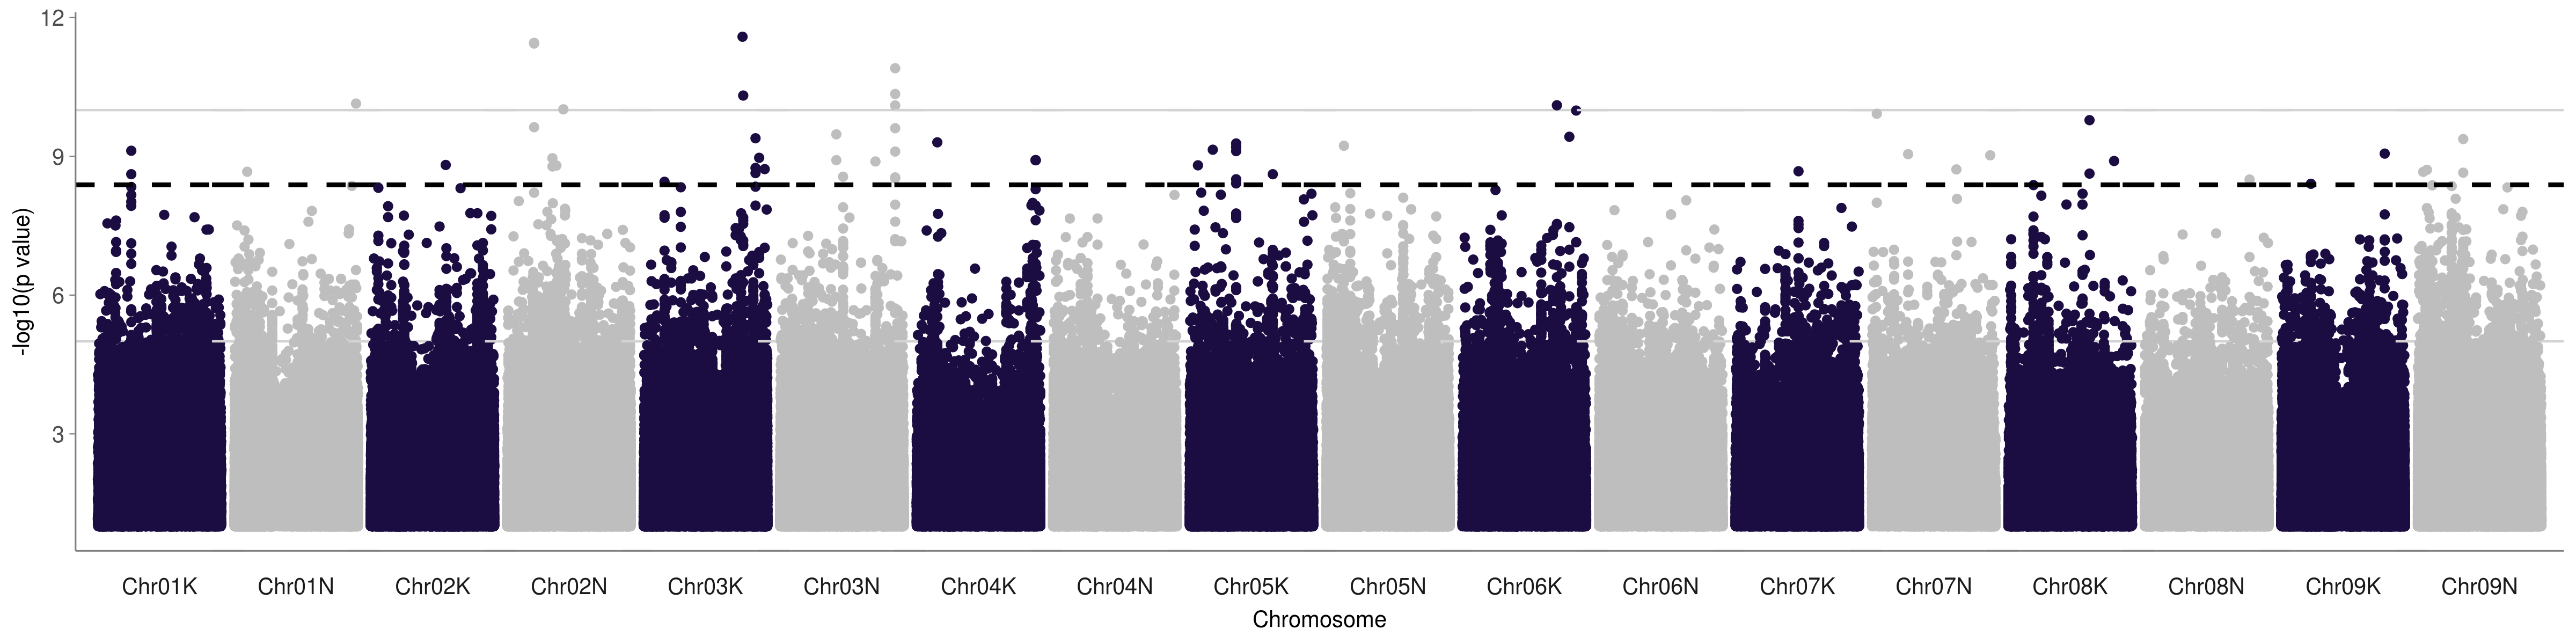 12
9
6
3
-log10(p value)
Chr01K Chr01N Chr02K Chr02N Chr03K Chr03N Chr04K Chr04N Chr05K Chr05N Chr06K Chr06N Chr07K Chr07N Chr08K Chr08N Chr09K Chr09N
Chromosome